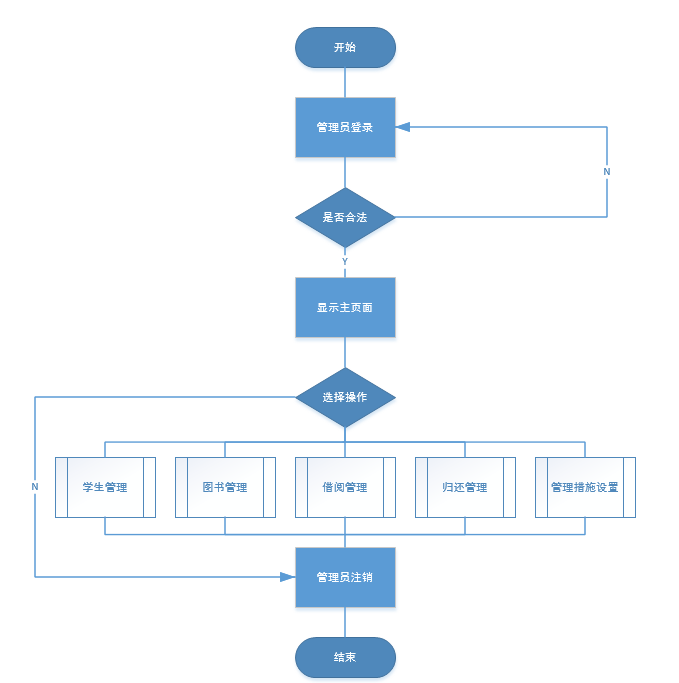 开始
管理员登录
N
是否合法
Y
显示主页面
选择操作
N
学生管理
图书管理
借阅管理
归还管理
管理措施设置
管理员注销
结束